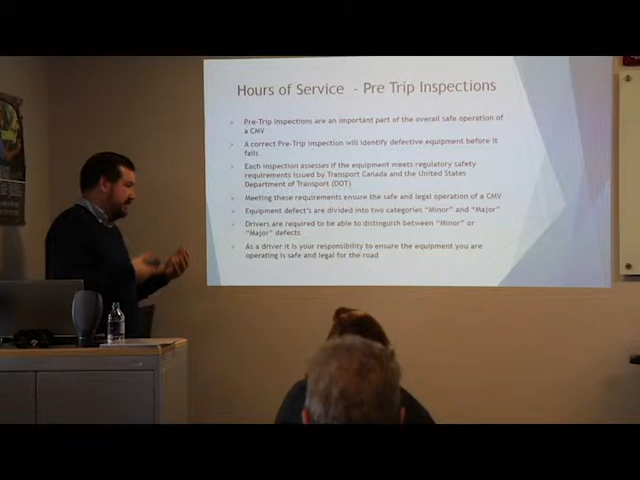 Hours of Service - Pre Trip Inspections
Pre-Trip Inspections are an important part of the overall safe operation of
a CMV
A correct Pre-Trip inspection will identify defective equipment before it
fails
Each inspection assesses if the equipment meets regulatory safety
requirements issued by Transport Canada and the United States
Department of Transport (DOT)
Meeting these requirements ensure the safe and legal operation of a CMV
Equipment defect's are divided into two categories "Minor" and "Major"
Drivers are required to be able to distinguish between "Minor" or
"Major" defects
As a driver it is your responsibility to ensure the equipment you are
operating is safe and legal for the road